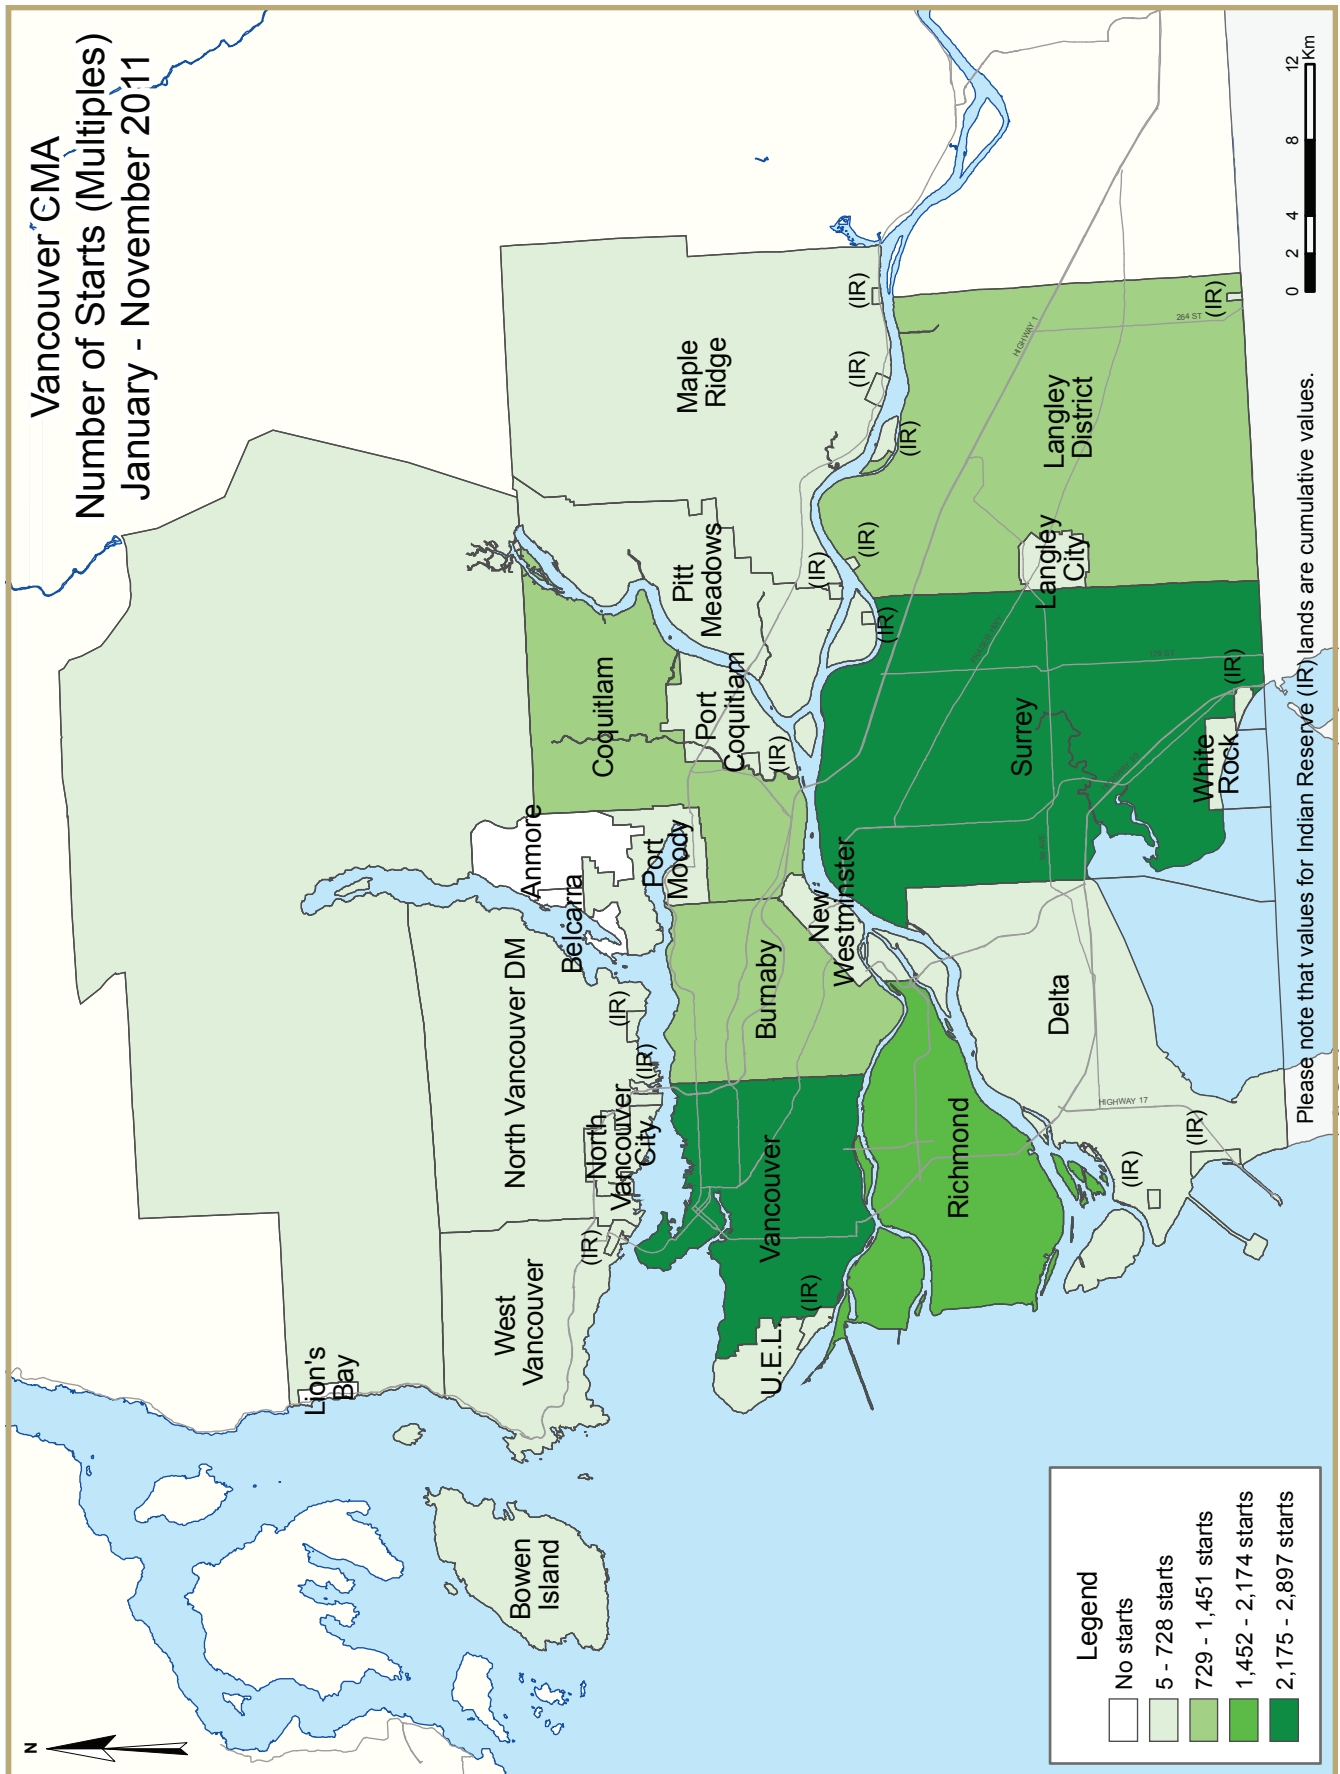 Vancouver CMA
Number of Starts (Multiples)
January - November 2011
N
Lion's
Bay
Bowen
Island
West
Vancouver
North Vancouver DM
North
Vancouver
City
(IR)
(IR)
(IR)
Anmore
Belcarra
Port
Moody
Coquitlam
Port
Coquitlam
(IR)
Pitt
Meadows
Maple
Ridge
(IR)
(IR)
(IR)
(IR)
(IR)
(IR)
U.E.L.
(IR)
Vancouver
Burnaby
New
Westminster
Richmond
Delta
(IR)
(IR)
HIGHWAY 17
Surrey
White
Rock
(IR)
176 ST
Langley
City
Langley
District
HIGHWAY 1
264 ST
(IR)
Legend
No starts
5 - 728 starts
729 - 1,451 starts
1,452 - 2,174 starts
2,175 - 2,897 starts
Please note that values for Indian Reserve (IR) lands are cumulative values.
0 2 4 8 12
Km